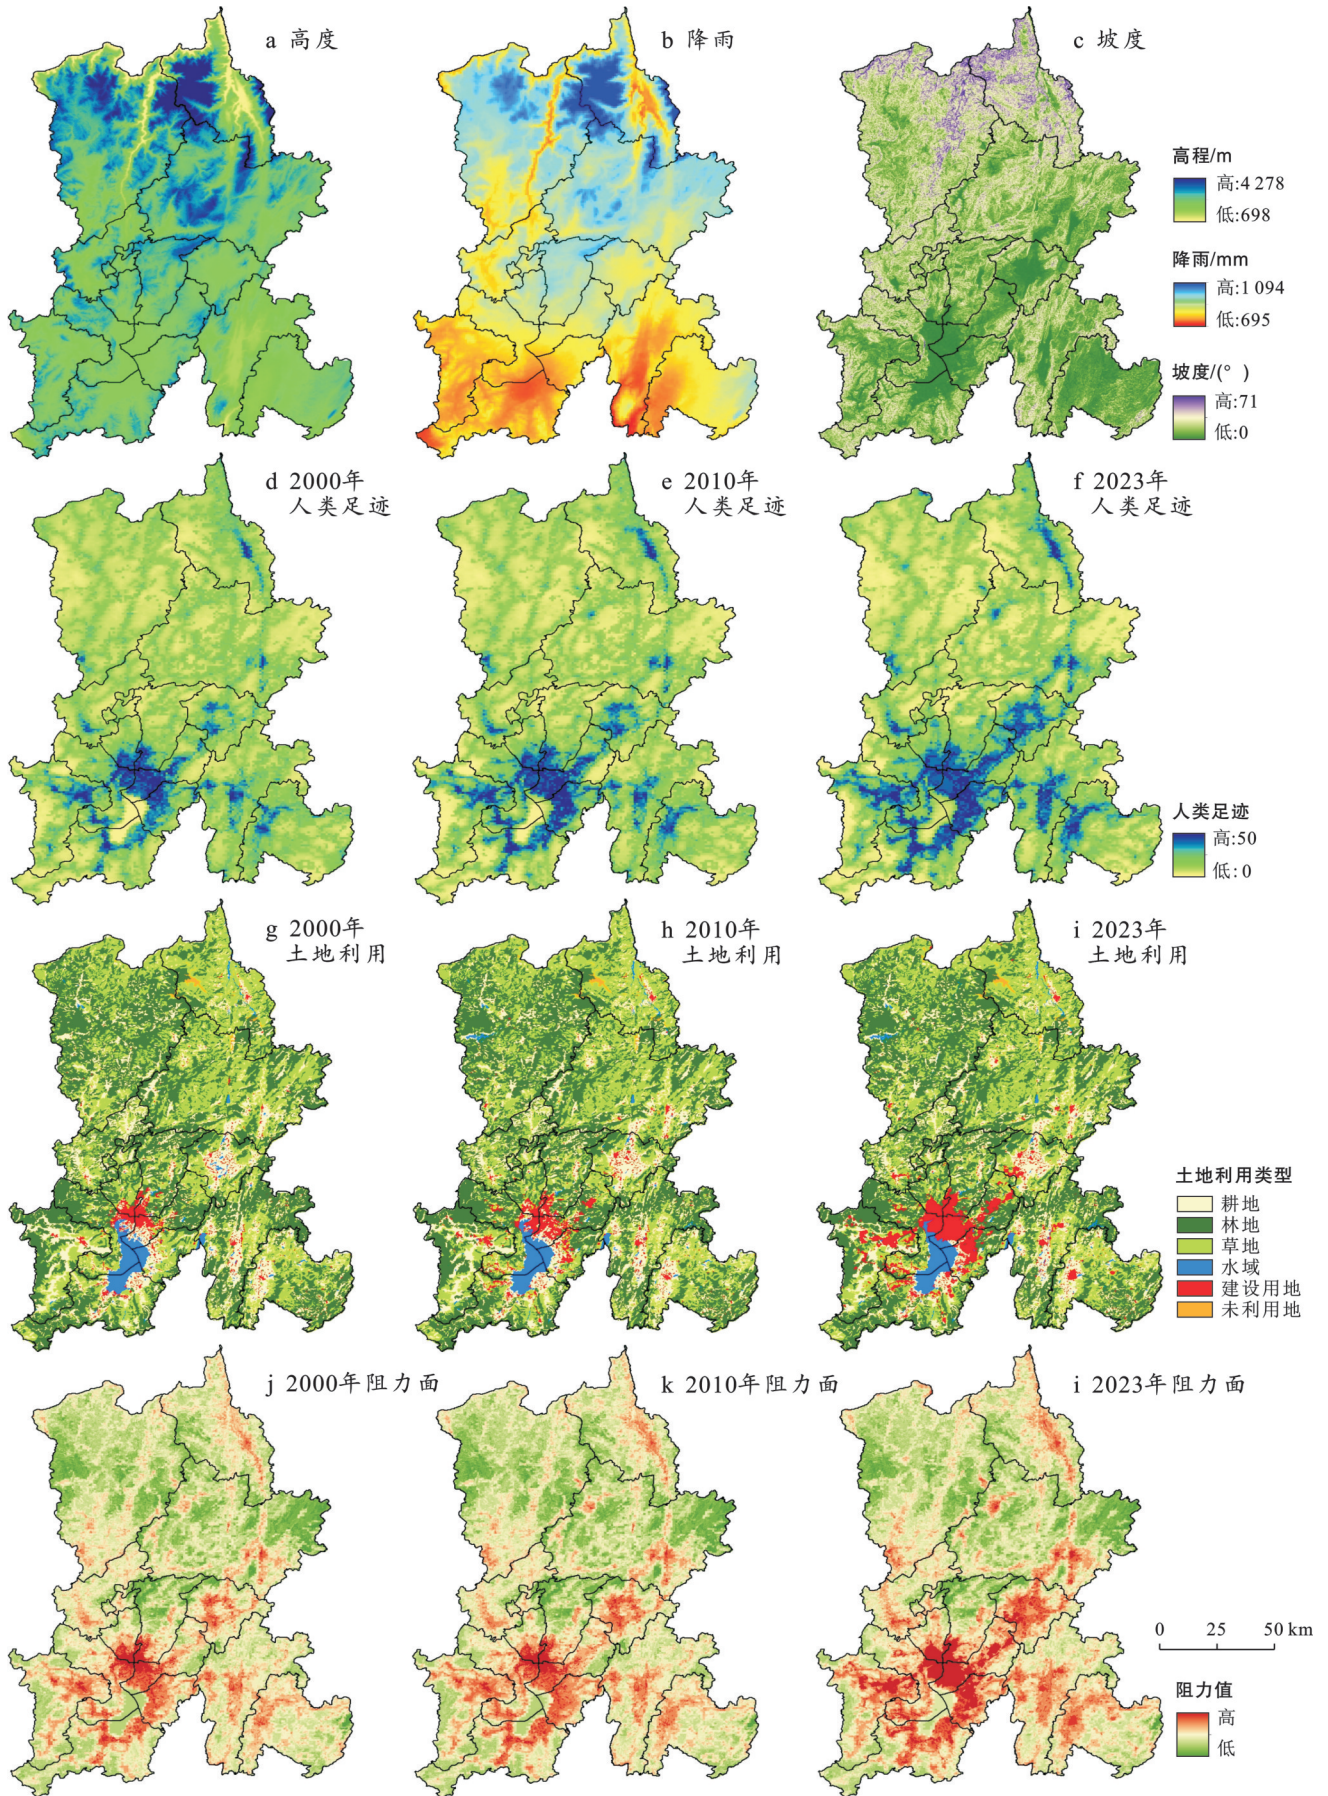 a 高度
b 降雨
c 坡度
高程/m
高:4 278
低:698
降雨/mm
高:1 094
低:695
坡度/(°)
高:71
低:0
d 2000年
人类足迹
e 2010年
人类足迹
f 2023年
人类足迹
人类足迹
高:50
低:0
g 2000年
土地利用
h 2010年
土地利用
i 2023年
土地利用
土地利用类型
耕地
林地
草地
水域
建设用地
未利用地
j 2000年阻力面
k 2010年阻力面
i 2023年阻力面
0 25 50 km
阻力值
高
低